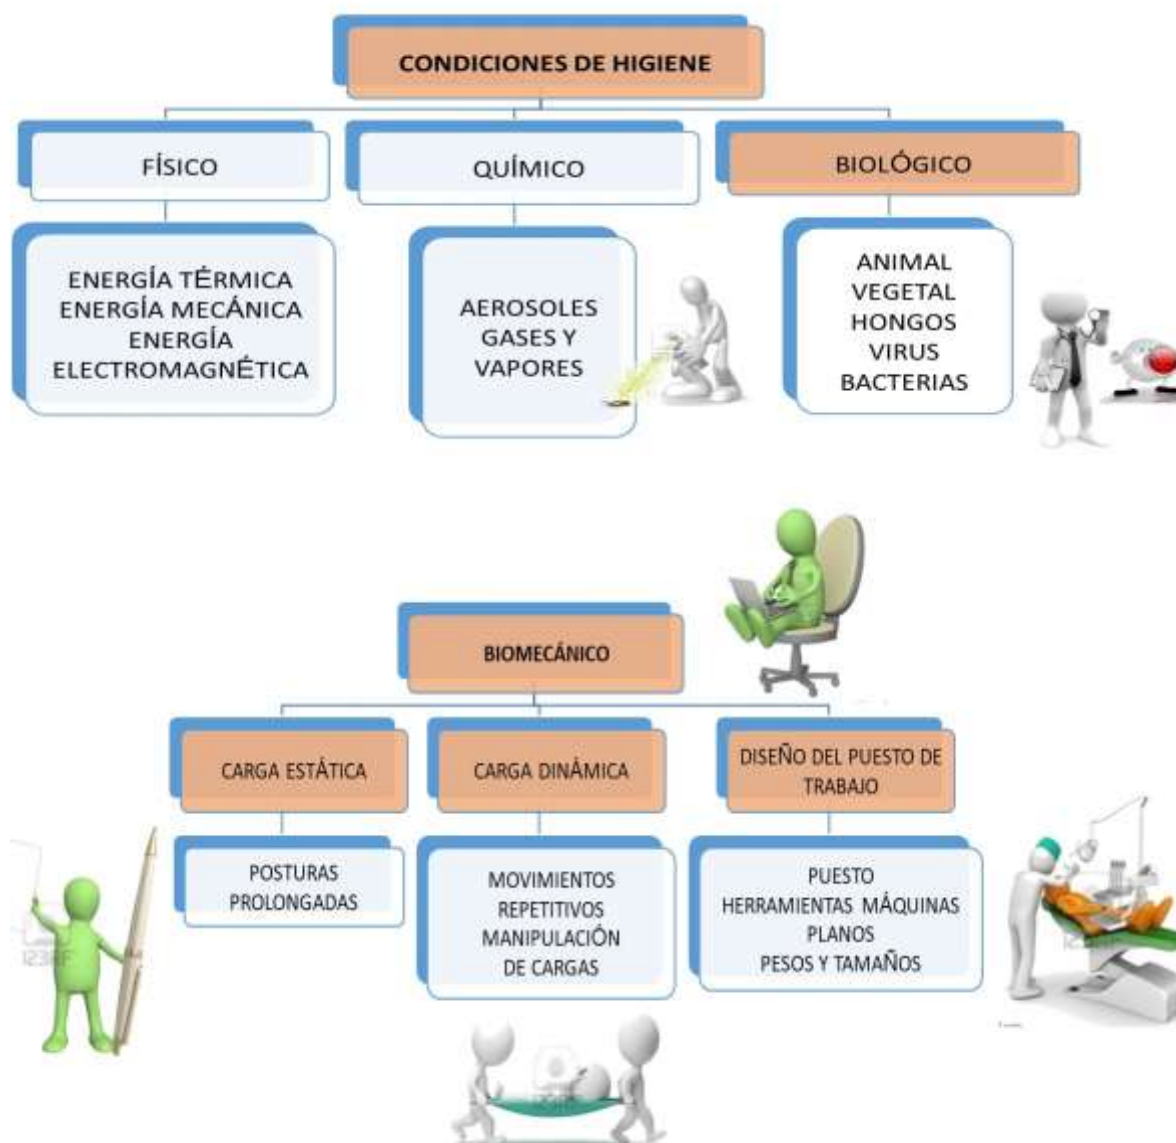 CONDICIONES DE HIGIENE
FÍSICO
QUÍMICO
BIOLÓGICO
ENERGÍA TÉRMICA
ENERGÍA MECÁNICA
ENERGÍA
ELECTROMAGNÉTICA
AEROSOLES
GASES Y
VAPORES
ANIMAL
VEGETAL
HONGOS
VIRUS
BACTERIAS
BIOMECÁNICO
CARGA ESTÁTICA
CARGA DINÁMICA
DISEÑO DEL PUESTO DE
TRABAJO
POSTURAS
PROLONGADAS
MOVIMIENTOS
REPETITIVOS
MANIPULACIÓN
DE CARGAS
PUESTO
HERRAMIENTAS MÁQUINAS
PLANOS
PESOS Y TAMAÑOS
123RF